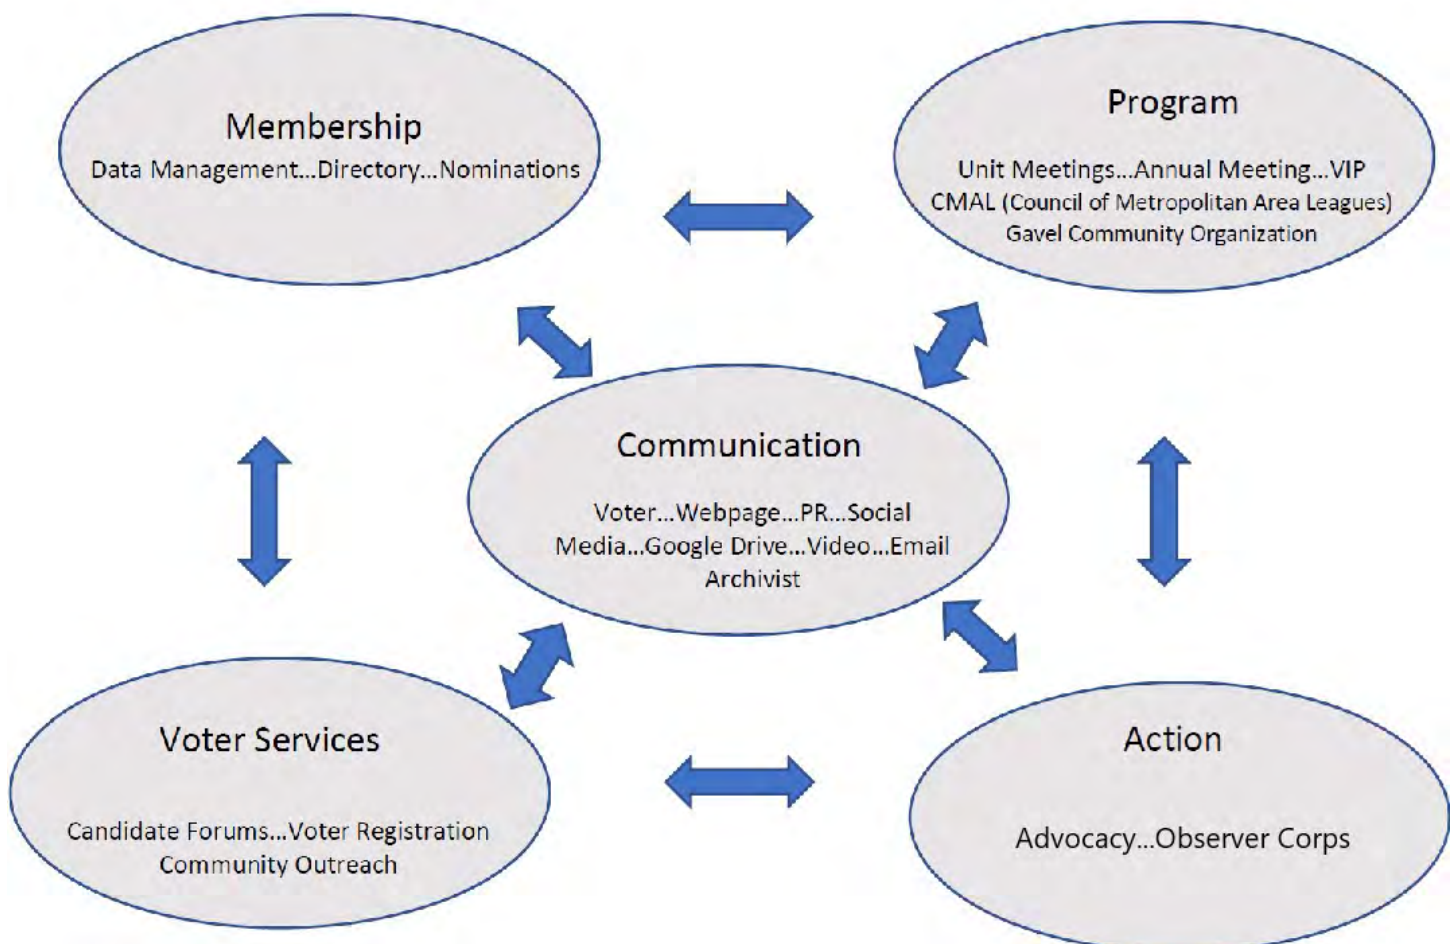 Membership
Data Management...Directory...Nominations
Program
Unit Meetings...Annual Meeting...VIP
CMAL (Council of Metropolitan Area Leagues)
Gavel Community Organization
Communication
Voter...Webpage...PR...Social
Media...Google Drive...Video...Email
Archivist
Voter Services
Candidate Forums...Voter Registration
Community Outreach
Action
Advocacy...Observer Corps